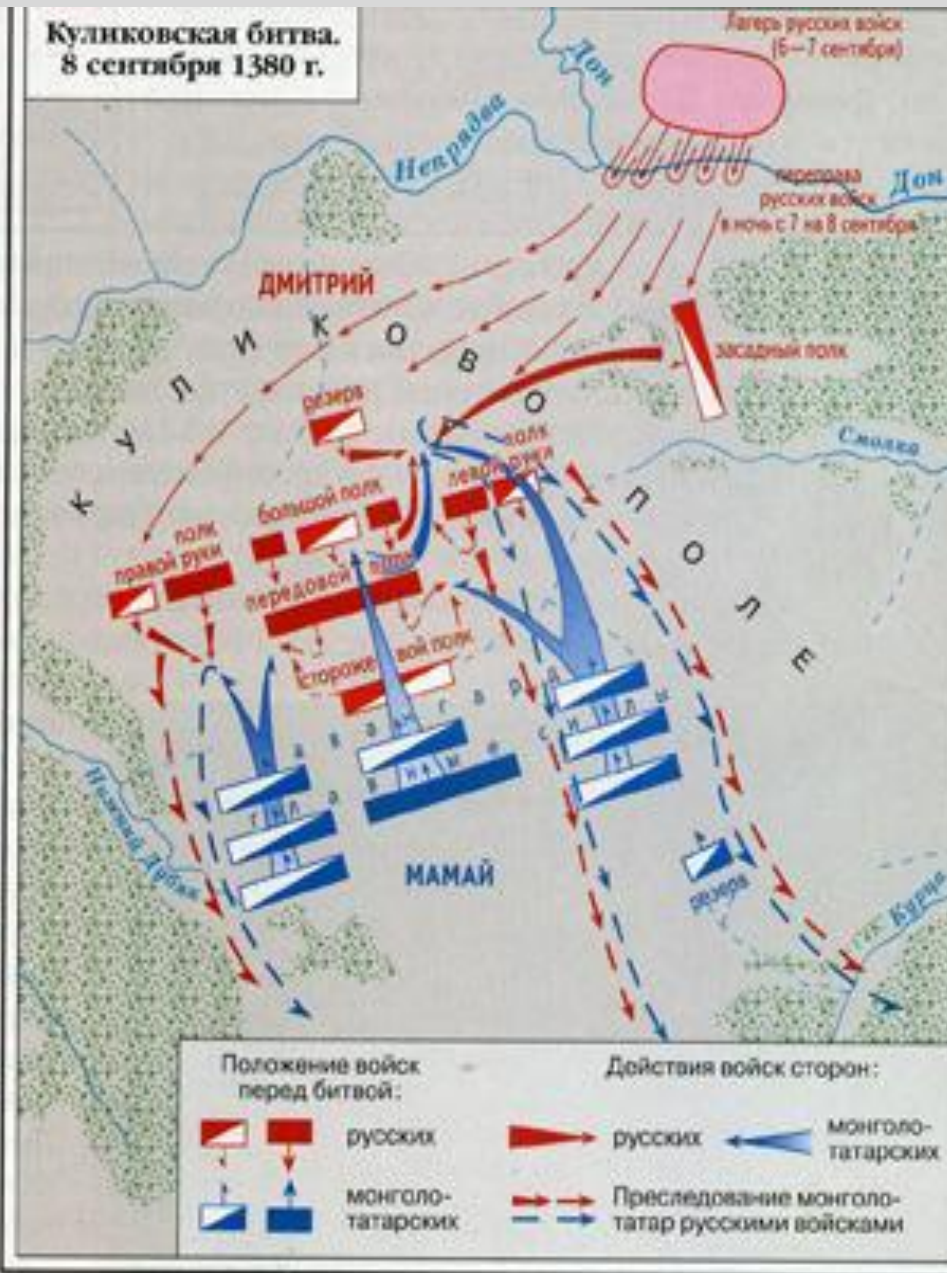 Куликовская битва.
8 сентября 1380 г.
Лагерь русских войск
(6—7 сентября)
Дон
Непрядва
Дон
переправа
русских войск
в ночь с 7 на 8 сентября
ДМИТРИЙ
КУЛИКОВО
ПОЛЕ
засадный полк
резерв
Смолка
полк
левой руки
большой полк
полк
правой руки
передовой полк
сторожевой полк
авангард
главные силы
МАМАЙ
резерв
Нижний Дубяк
Курца
Положение войск
перед битвой:
русских
монголо-
татарских
Действия войск сторон:
русских
монголо-
татарских
Преследование монголо-
татар русскими войсками